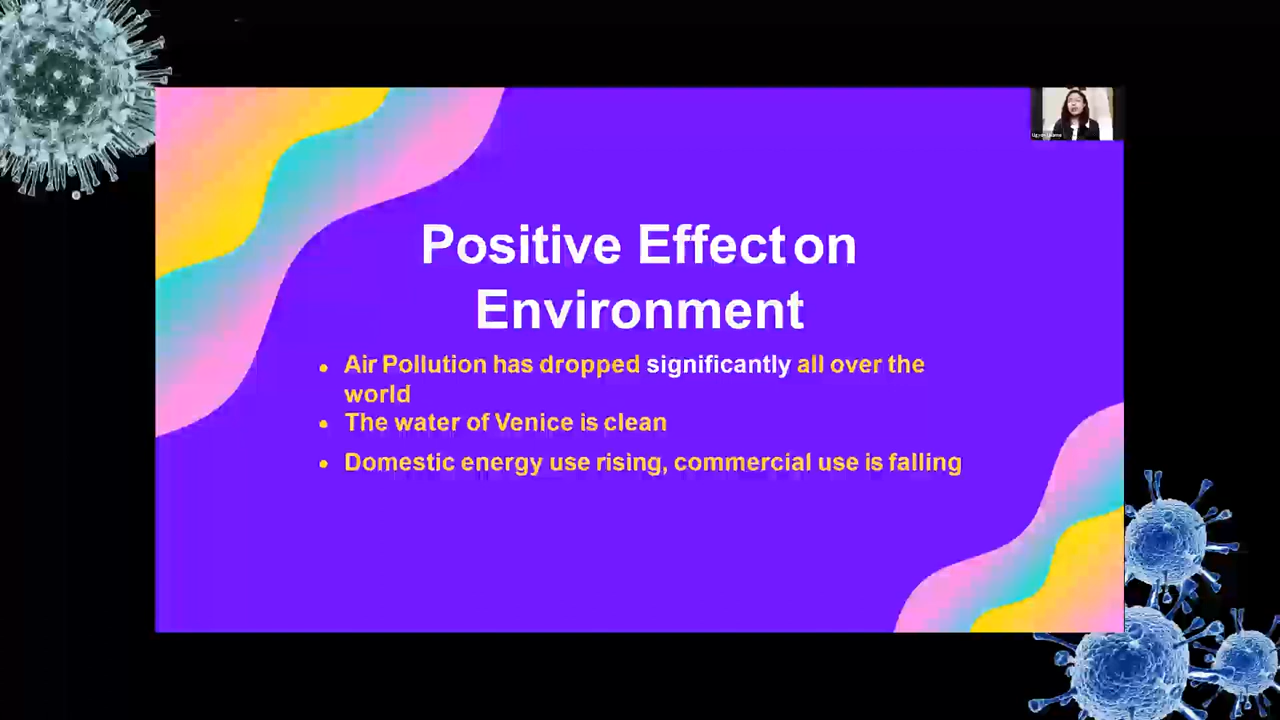 Positive Effect on
Environment
• Air Pollution has dropped significantly all over the
world
• The water of Venice is clean
• Domestic energy use rising, commercial use is falling